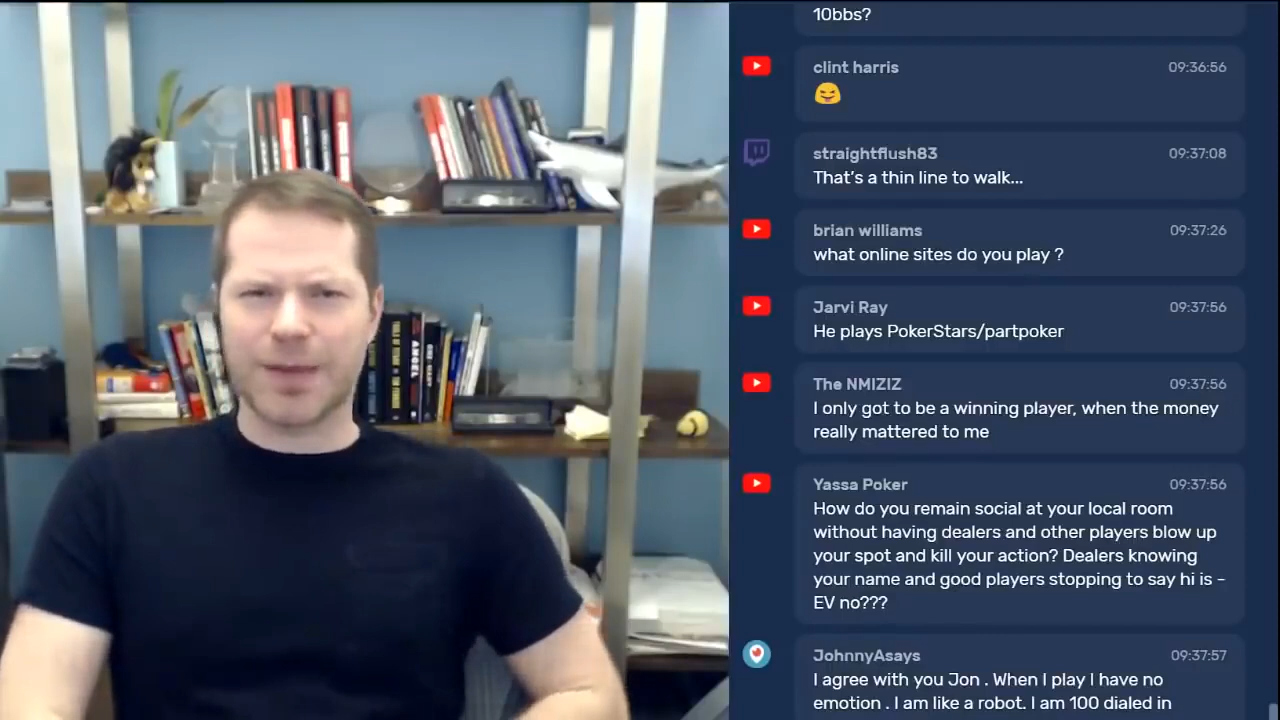 10bbs?
clint harris 09:36:56
😆
straightflush83 09:37:08
That's a thin line to walk...
brian williams 09:37:26
what online sites do you play ?
Jarvi Ray 09:37:56
He plays PokerStars/partpoker
The NMIZIZ 09:37:56
I only got to be a winning player, when the money
really mattered to me
Yassa Poker 09:37:56
How do you remain social at your local room
without having dealers and other players blow up
your spot and kill your action? Dealers knowing
your name and good players stopping to say hi is -
EV no???
JohnnyAsays 09:37:57
I agree with you Jon . When I play I have no
emotion . I am like a robot. I am 100 dialed in
ANGEL